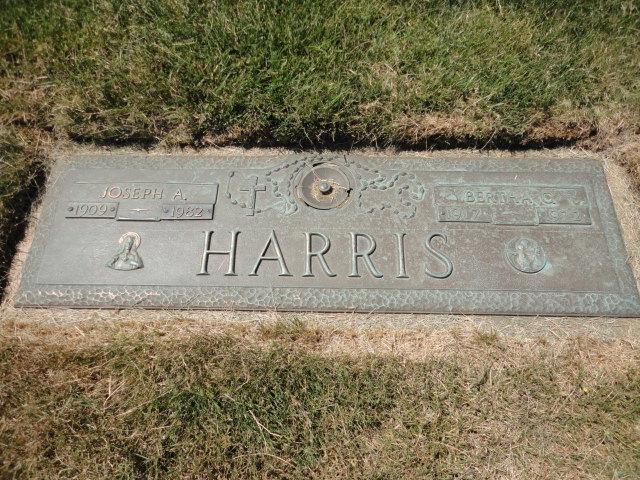 JOSEPH A.
1909 1982
BERTHA C.
1917
HARRIS